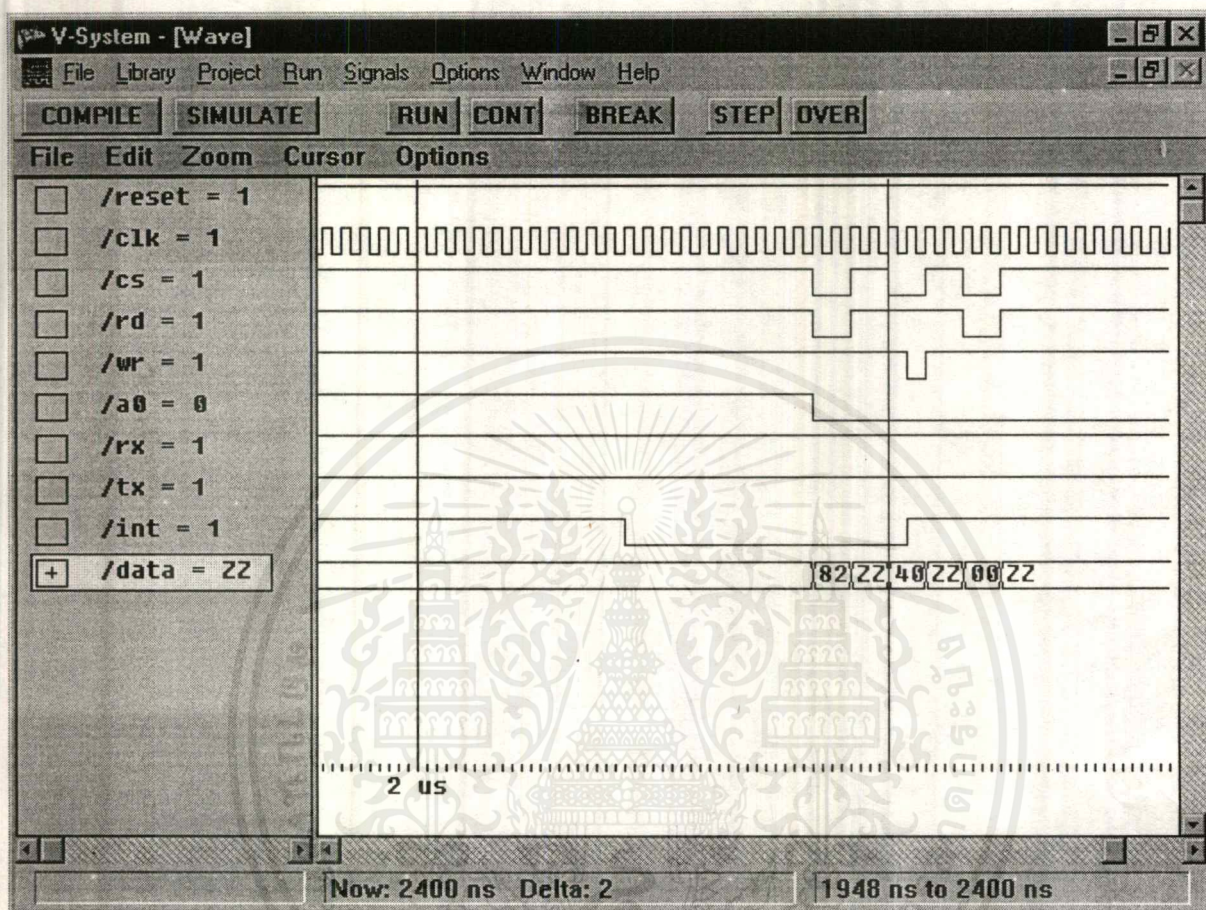 V-System - [Wave]
File Library Project Run Signals Options Window Help
COMPILE SIMULATE RUN CONT BREAK STEP OVER
File Edit Zoom Cursor Options
/reset = 1
/clk = 1
/cs = 1
/rd = 1
/wr = 1
/a0 = 0
/rx = 1
/tx = 1
/int = 1
+ /data = ZZ
82 ZZ 40 ZZ 00 ZZ
2 us
Now: 2400 ns Delta: 2
1948 ns to 2400 ns